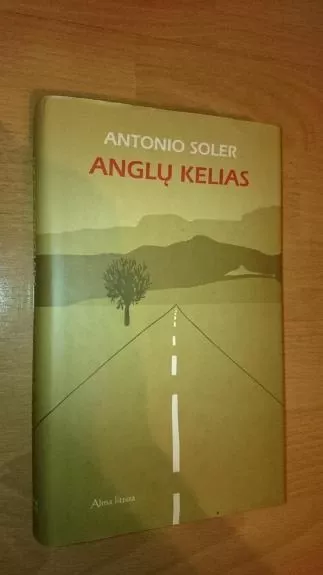 ANTONIO SOLER
ANGLŲ KELIAS
Alma littera